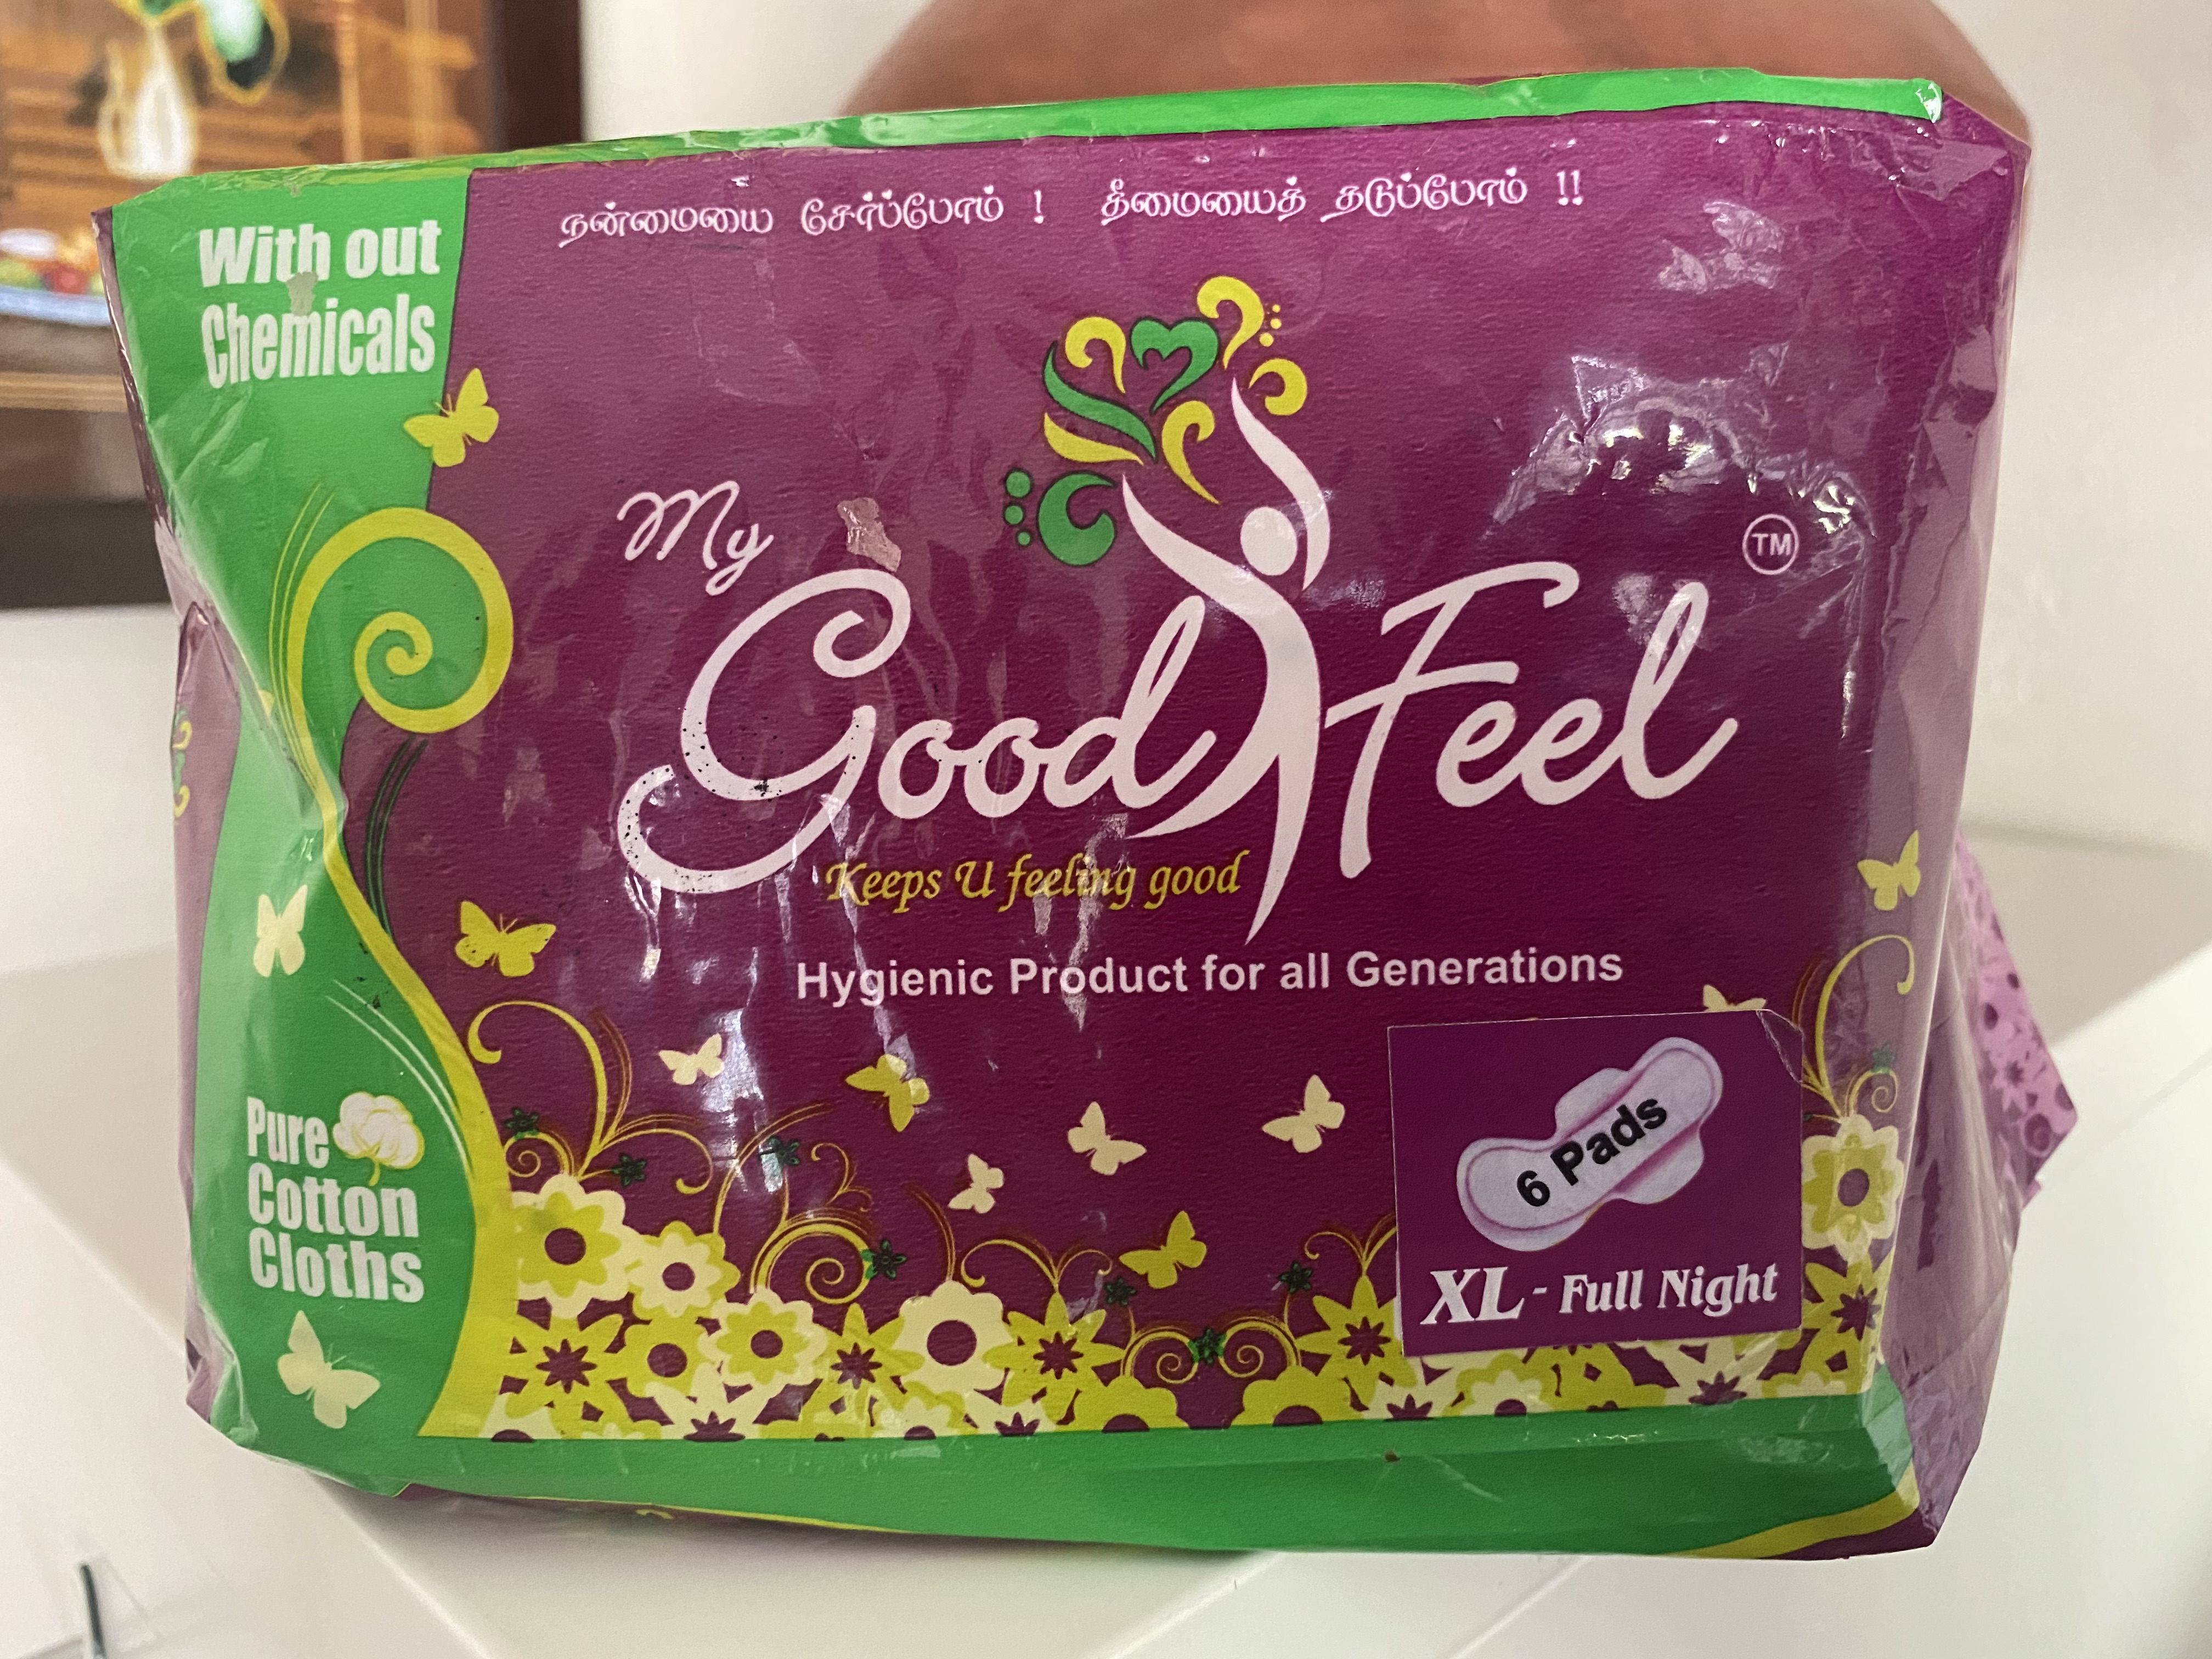 நன்மையை சேர்ப்போம் ! தீமையைத் தடுப்போம் !!
With out
Chemicals
My
Good Feel
TM
Keeps U feeling good
Hygienic Product for all Generations
Pure
Cotton
Cloths
6 Pads
XL - Full Night